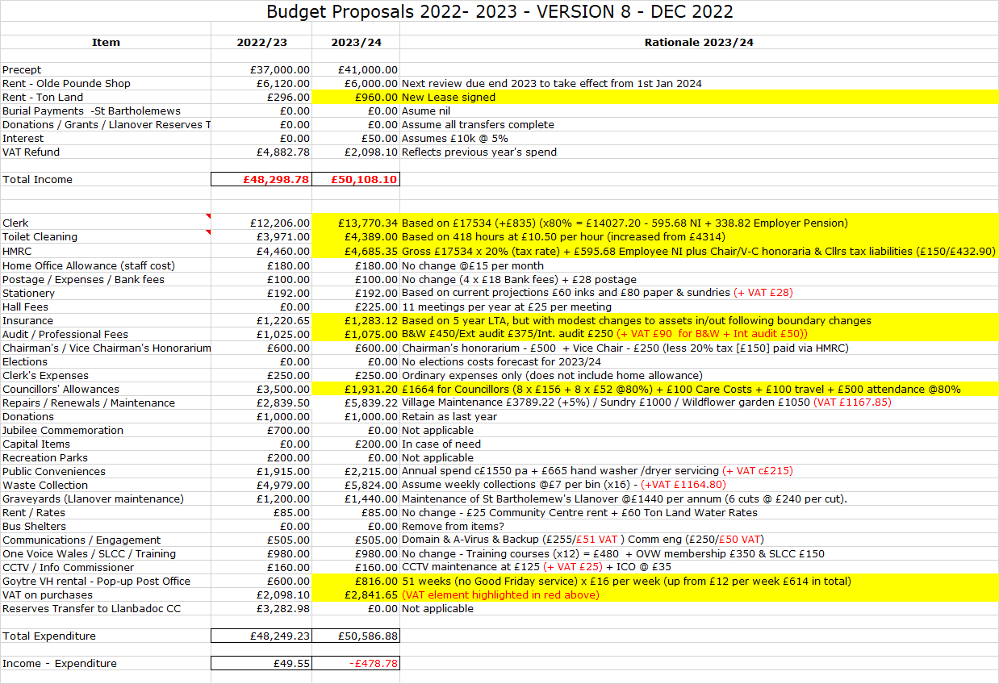 Budget Proposals 2022- 2023 - VERSION 8 - DEC 2022
Item 2022/23 2023/24 Rationale 2023/24
Precept £37,000.00 £41,000.00
Rent - Olde Pounde Shop £6,120.00 £6,000.00 Next review due end 2023 to take effect from 1st Jan 2024
Rent - Ton Land £296.00 £960.00 New Lease signed
Burial Payments -St Bartholemews £0.00 £0.00 Asume nil
Donations / Grants / Llanover Reserves T £0.00 £0.00 Assume all transfers complete
Interest £0.00 £50.00 Assumes £10k @ 5%
VAT Refund £4,882.78 £2,098.10 Reflects previous year's spend
Total Income £48,298.78 £50,108.10
Clerk £12,206.00 £13,770.34 Based on £17534 (+£835) (x80% = £14027.20 - 595.68 NI + 338.82 Employer Pension)
Toilet Cleaning £3,971.00 £4,389.00 Based on 418 hours at £10.50 per hour (increased from £4314)
HMRC £4,460.00 £4,685.35 Gross £17534 x 20% (tax rate) + £595.68 Employee NI plus Chair/V-C honoraria & Cllrs tax liabilities (£150/£432.90)
Home Office Allowance (staff cost) £180.00 £180.00 No change @£15 per month
Postage / Expenses / Bank fees £100.00 £100.00 No change (4 x £18 Bank fees) + £28 postage
Stationery £192.00 £192.00 Based on current projections £60 inks and £80 paper & sundries (+ VAT £28)
Hall Fees £0.00 £225.00 11 meetings per year at £25 per meeting
Insurance £1,220.65 £1,283.12 Based on 5 year LTA, but with modest changes to assets in/out following boundary changes
Audit / Professional Fees £1,025.00 £1,075.00 B&W £450/Ext audit £375/Int. audit £250 (+ VAT £90 for B&W + Int audit £50))
Chairman's / Vice Chairman's Honorarium £600.00 £600.00 Chairman's honorarium - £500 + Vice Chair - £250 (less 20% tax [£150] paid via HMRC)
Elections £0.00 £0.00 No elections costs forecast for 2023/24
Clerk's Expenses £250.00 £250.00 Ordinary expenses only (does not include home allowance)
Councillors' Allowances £3,500.00 £1,931.20 £1664 for Councillors (8 x £156 + 8 x £52 @80%) + £100 Care Costs + £100 travel + £500 attendance @80%
Repairs / Renewals / Maintenance £2,839.50 £5,839.22 Village Maintenance £3789.22 (+5%) / Sundry £1000 / Wildflower garden £1050 (VAT £1167.85)
Donations £1,000.00 £1,000.00 Retain as last year
Jubilee Commemoration £700.00 £0.00 Not applicable
Capital Items £0.00 £200.00 In case of need
Recreation Parks £200.00 £0.00 Not applicable
Public Conveniences £1,915.00 £2,215.00 Annual spend c£1550 pa + £665 hand washer /dryer servicing (+ VAT c£215)
Waste Collection £4,979.00 £5,824.00 Assume weekly collections @£7 per bin (x16) - (+VAT £1164.80)
Graveyards (Llanover maintenance) £1,200.00 £1,440.00 Maintenance of St Bartholemew's Llanover @£1440 per annum (6 cuts @ £240 per cut).
Rent / Rates £85.00 £85.00 No change - £25 Community Centre rent + £60 Ton Land Water Rates
Bus Shelters £0.00 £0.00 Remove from items?
Communications / Engagement £505.00 £505.00 Domain & A-Virus & Backup (£255/£51 VAT ) Comm eng (£250/£50 VAT)
One Voice Wales / SLCC / Training £980.00 £980.00 No change - Training courses (x12) = £480 + OVW membership £350 & SLCC £150
CCTV / Info Commissioner £160.00 £160.00 CCTV maintenance at £125 (+ VAT £25) + ICO @ £35
Goytre VH rental - Pop-up Post Office £600.00 £816.00 51 weeks (no Good Friday service) x £16 per week (up from £12 per week £614 in total)
VAT on purchases £2,098.10 £2,841.65 (VAT element highlighted in red above)
Reserves Transfer to Llanbadoc CC £3,282.98 £0.00 Not applicable
Total Expenditure £48,249.23 £50,586.88
Income - Expenditure £49.55 -£478.78